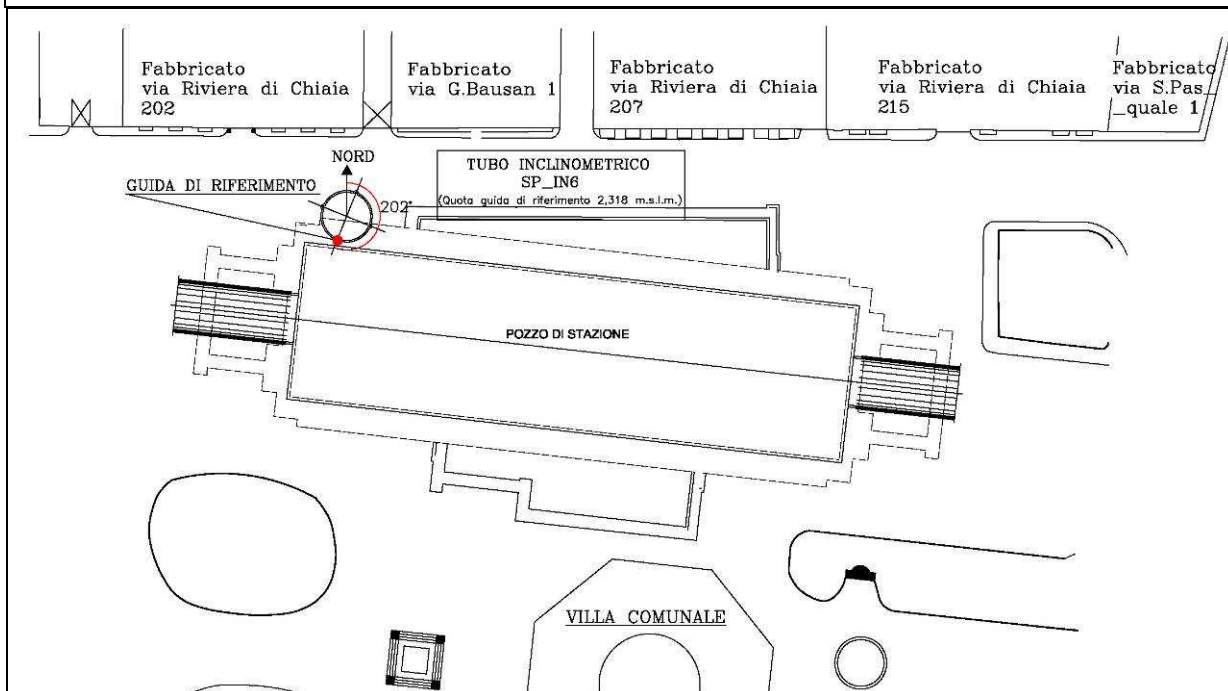 Fabbricato
via Riviera di Chiaia
202
Fabbricato
via G.Bausan 1
Fabbricato
via Riviera di Chiaia
207
Fabbricato
via Riviera di Chiaia
215
Fabbricato
via S.Pas_
_quale 1
NORD
GUIDA DI RIFERIMENTO
202°
TUBO INCLINOMETRICO
SP_IN6
(Quota guida di riferimento 2,318 m.s.l.m.)
POZZO DI STAZIONE
VILLA COMUNALE